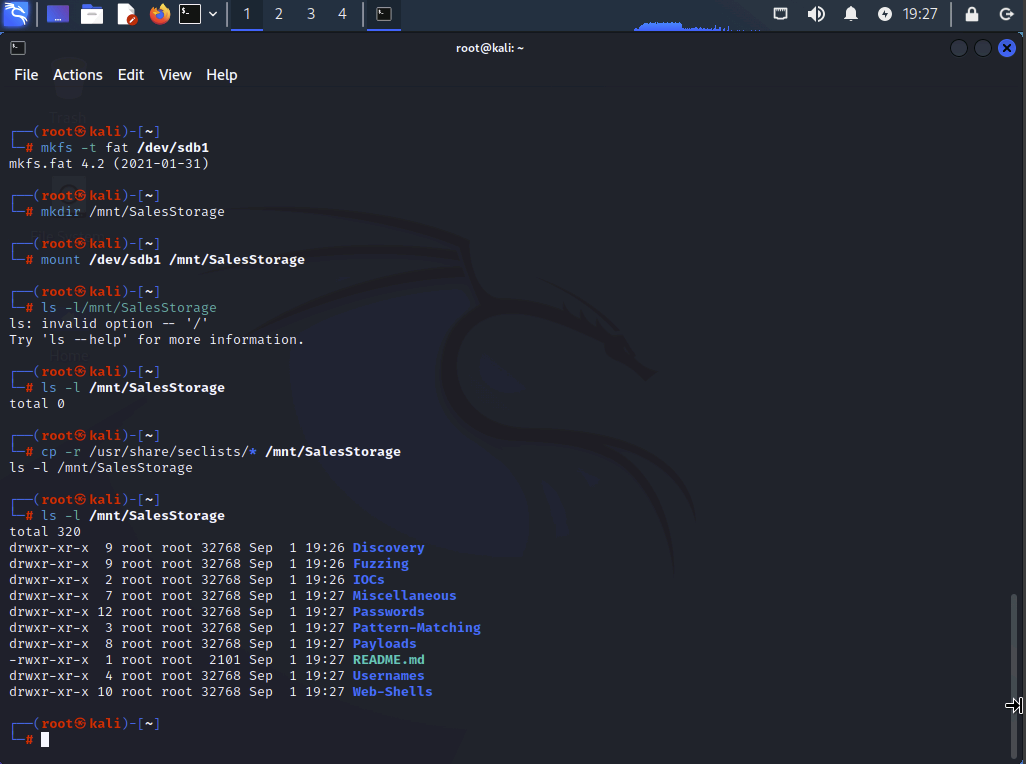 1 2 3 4 19:27
root@kali: ~
File Actions Edit View Help
Trash
┌──(root㉿kali)-[~]
└─# mkfs -t fat /dev/sdb1
mkfs.fat 4.2 (2021-01-31)
┌──(root㉿kali)-[~]
└─# mkdir /mnt/SalesStorage
┌──(root㉿kali)-[~]
└─# mount /dev/sdb1 /mnt/SalesStorage
┌──(root㉿kali)-[~]
└─# ls -l/mnt/SalesStorage
ls: invalid option -- '/'
Try 'ls --help' for more information.
Home
┌──(root㉿kali)-[~]
└─# ls -l /mnt/SalesStorage
total 0
┌──(root㉿kali)-[~]
└─# cp -r /usr/share/seclists/* /mnt/SalesStorage
ls -l /mnt/SalesStorage
┌──(root㉿kali)-[~]
└─# ls -l /mnt/SalesStorage
total 320
drwxr-xr-x  9 root root 32768 Sep  1 19:26 Discovery
drwxr-xr-x  9 root root 32768 Sep  1 19:26 Fuzzing
drwxr-xr-x  2 root root 32768 Sep  1 19:26 IOCs
drwxr-xr-x  7 root root 32768 Sep  1 19:27 Miscellaneous
drwxr-xr-x 12 root root 32768 Sep  1 19:27 Passwords
drwxr-xr-x  3 root root 32768 Sep  1 19:27 Pattern-Matching
drwxr-xr-x  8 root root 32768 Sep  1 19:27 Payloads
-rwxr-xr-x  1 root root  2101 Sep  1 19:27 README.md
drwxr-xr-x  4 root root 32768 Sep  1 19:27 Usernames
drwxr-xr-x 10 root root 32768 Sep  1 19:27 Web-Shells
┌──(root㉿kali)-[~]
└─#